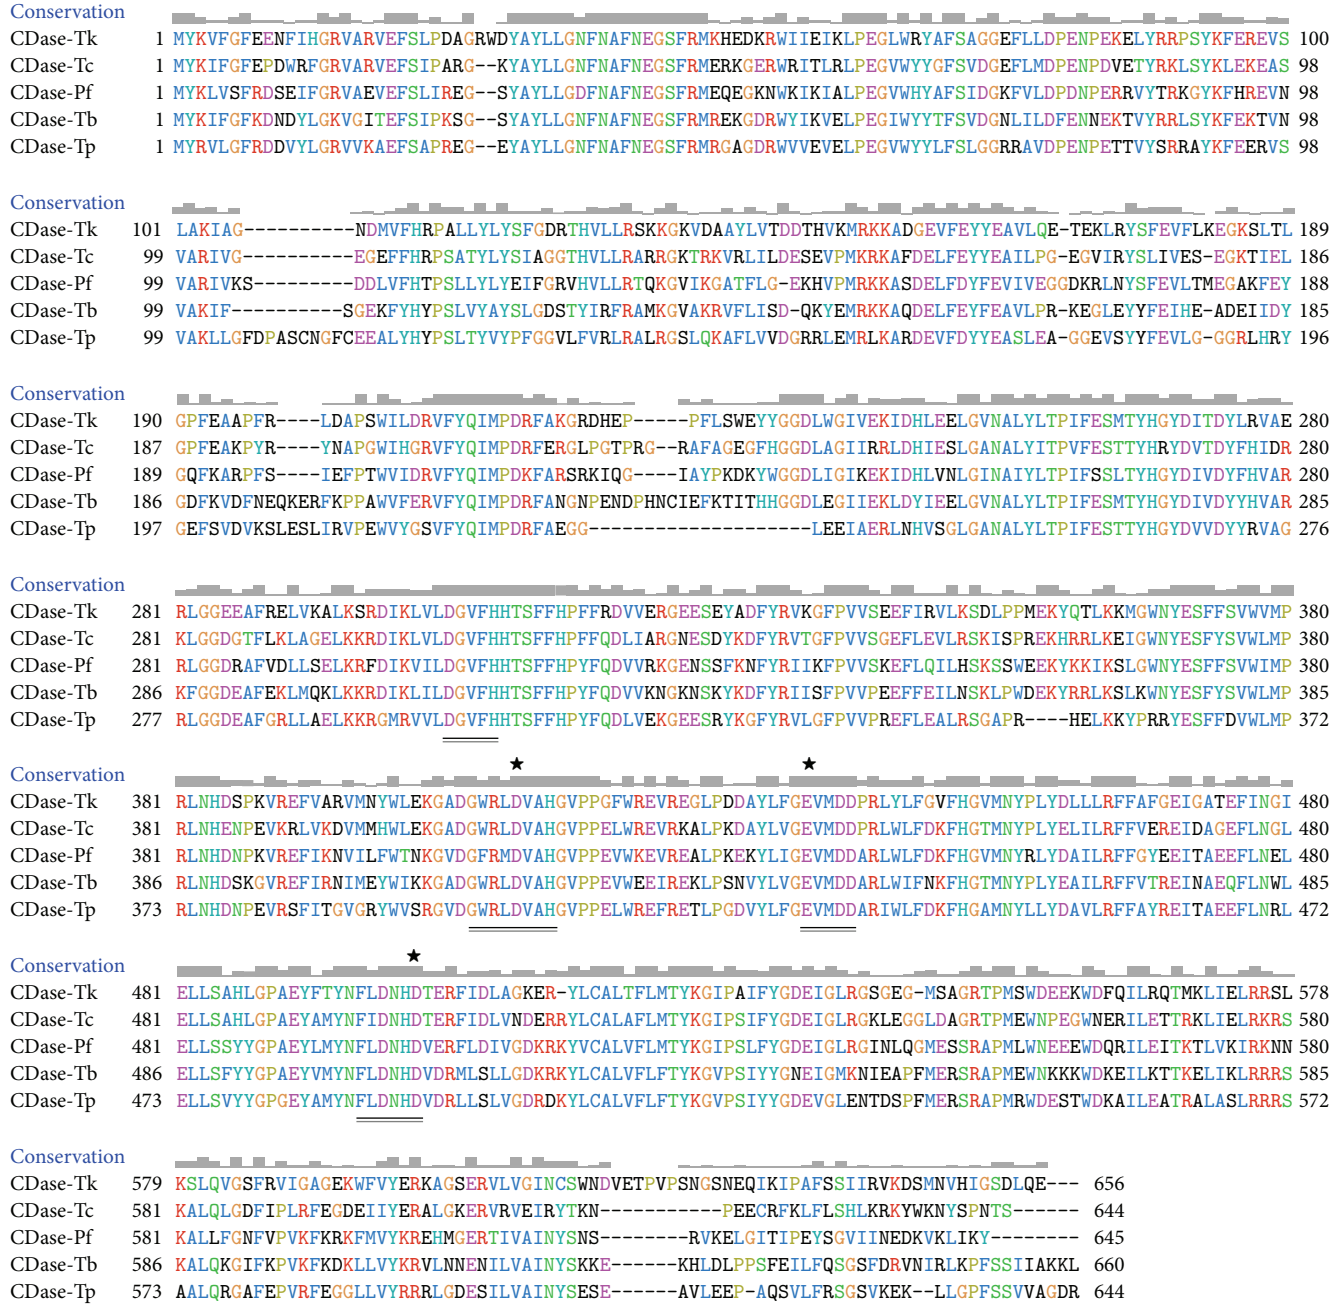 Conservation
CDase-Tk 1 MYKVFGFEENFIHGRVARVEFSLPDAGRWDYAYLLGNFNAFNEGSFRMKHEDKRWIIEIKLPEGLWRYAFSAGGEFLLDPENPEKELYRRPSYKFEREVS 100
CDase-Tc 1 MYKIFGFEPDWRFGRVARVEFSIPARG--KYAYLLGNFNAFNEGSFRMERKGERWRITLRLPEGVWYYGFSVDGEFLMDPENPDVETYRKLSYKLEKEAS 98
CDase-Pf 1 MYKLVSFRDSEIFGRVAEVEFSLIREG--SYAYLLGDFNAFNEGSFRMEQEGKNWKIKIALPEGVWHYAFSIDGKFVLDPDNPERRVYTRKGYKFHREVN 98
CDase-Tb 1 MYKIFGFKDNDYLGKVGITEFSIPKSG--SYAYLLGNFNAFNEGSFRMREKGDRWYIKVELPEGIWYYTFSVDGNLILDFENNEKTVYRRLSYKFEKTVN 98
CDase-Tp 1 MYRVLGFRDDVYLGRVVKAEFSAPREG--EYAYLLGNFNAFNEGSFRMRGAGDRWVVEVELPEGVWYYLFSLGGRRAVDPENPETTVYSRRAYKFEERVS 98
Conservation
CDase-Tk 101 LAKIAG----------NDMVFHRPALLYLYSFGDRTHVLLRSKKGKVDAAYLVTDDTHVKMRKKADGEVFEYYEAVLQE-TEKLRYSFEVFLKEGKSLTL 189
CDase-Tc 99 VARIVG----------EGEFFHRPSATYLYSIAGGTHVLLRARRGKTRKVRLILDESEVPMKRKAFDELFEYYEAILPG-EGVIRYSLIVES-EGKTIEL 186
CDase-Pf 99 VARIVKS---------DDLVFHTPSLLYLYEIFGRVHVLLRTQKGVIKGATFLG-EKHVPMRKKASDELFDYFEVIVEGGDKRLNYSFEVLTMEGAKFEY 188
CDase-Tb 99 VAKIF----------SGEKFYHYPSLVYAYSLGDSTYIRFRAMKGVAKRVFLISD-QKYEMRKKAQDELFEYFEAVLPR-KEGLEYYFEIHE-ADEIIDY 185
CDase-Tp 99 VAKLLGFDPASCNGFCEEALYHYPSLTYVYPFGGVLFVRLRALRGSLQKAFLVVDGRRLEMRLKARDEVFDYYEASLEA-GGEVSYYFEVLG-GGRLHRY 196
Conservation
CDase-Tk 190 GPFEAAPFR----LDAPSWILDRVFYQIMPDRFAKGRDHEP-----PFLSWEYYGGDLWGIVEKIDHLEELGVNALYLTPIFESMTYHGYDITDYLRVAE 280
CDase-Tc 187 GPFEAKPYR----YNAPGWIHGRVFYQIMPDRFERGLPGTPRG--RAFAGEGFHGGDLAGIIRRLDHIESLGANALYITPVFESTTYHRYDVTDYFHIDR 280
CDase-Pf 189 GQFKARPFS----IEFPTWVIDRVFYQIMPDKFARSRKIQG----IAYPKDKYWGGDLIGIKEKIDHLVNLGINAIYLTPIFSSLTYHGYDIVDYFHVAR 280
CDase-Tb 186 GDFKVDFNEQKERFKPPAWVFERVFYQIMPDRFANGNPENDPHNCIEFKTITHHGGDLEGIIEKLDYIEELGVNAIYLTPIFESMTYHGYDIVDYYHVAR 285
CDase-Tp 197 GEFSVDVKSLESLIRVPEWVYGSVFYQIMPDRFAEGG--------------------LEEIAERLNHVSGLGANALYLTPIFESTTYHGYDVVDYYRVAG 276
Conservation
CDase-Tk 281 RLGGEEAFRELVKALKSRDIKLVLDGVFHHTSFFHPFFRDVVERGEESEYADFYRVKGFPVVSEEFIRVLKSDLPPMEKYQTLKKMGWNYESFFSVWVMP 380
CDase-Tc 281 KLGGDGTFLKLAGELKKRDIKLVLDGVFHHTSFFHPFFQDLIARGNESDYKDFYRVTGFPVVSGEFLEVLRSKISPREKHRRLKEIGWNYESFYSVWLMP 380
CDase-Pf 281 RLGGDRAFVDLLSELKRFDIKVILDGVFHHTSFFHPYFQDVVRKGENSSFKNFYRIIKFPVVSKEFLQILHSKSSWEEKYKKIKSLGWNYESFFSVWIMP 380
CDase-Tb 286 KFGGDEAFEKLMQKLKKRDIKLILDGVFHHTSFFHPYFQDVVKNGKNSKYKDFYRIISFPVVPEEFFEILNSKLPWDEKYRRLKSLKWNYESFYSVWLMP 385
CDase-Tp 277 RLGGDEAFGRLLAELKKRGMRVVLDGVFHHTSFFHPYFQDLVEKGEESRYKGFYRVLGFPVVPREFLEALRSGAPR----HELKKYPRRYESFFDVWLMP 372
★ ★
Conservation
CDase-Tk 381 RLNHDSPKVREFVARVMNYWLEKGADGWRLDVAHGVPPGFWREVREGLPDDAYLFGEVMDDPRLYLFGVFHGVMNYPLYDLLLRFFAFGEIGATEFINGI 480
CDase-Tc 381 RLNHENPEVKRLVKDVMMHWLEKGADGWRLDVAHGVPPELWREVRKALPKDAYLVGEVMDDPRLWLFDKFHGTMNYPLYELILRFFVEREIDAGEFLNGL 480
CDase-Pf 381 RLNHDNPKVREFIKNVILFWTNKGVDGFRMDVAHGVPPEVWKEVREALPKEKYLIGEVMDDARLWLFDKFHGVMNYRLYDAILRFFGYEEITAEEFLNEL 480
CDase-Tb 386 RLNHDSKGVREFIRNIMEYWIKKGADGWRLDVAHGVPPEVWEEIREKLPSNVYLVGEVMDDARLWIFNKFHGTMNYPLYEAILRFFVTREINAEQFLNWL 485
CDase-Tp 373 RLNHDNPEVRSFITGVGRYWVSRGVDGWRLDVAHGVPPELWREFRETLPGDVYLFGEVMDDARIWLFDKFHGAMNYLLYDAVLRFFAYREITAEEFLNRL 472
★
Conservation
CDase-Tk 481 ELLSAHLGPAEYFTYNFLDNHDTERFIDLAGKER-YLCALTFLMTYKGIPAIFYGDEIGLRGSGEG-MSAGRTPMSWDEEKWDFQILRQTMKLIELRRSL 578
CDase-Tc 481 ELLSAHLGPAEYAMYNFIDNHDTERFIDLVNDERRYLCALAFLMTYKGIPSIFYGDEIGLRGKLEGGLDAGRTPMEWNPEGWNERILETTRKLIELRKRS 580
CDase-Pf 481 ELLSSYYGPAEYLMYNFLDNHDVERFLDIVGDKRKYVCALVFLMTYKGIPSLFYGDEIGLRGINLQGMESSRAPMLWNEEEWDQRILEITKTLVKIRKNN 580
CDase-Tb 486 ELLSFYYGPAEYVMYNFLDNHDVDRMLSLLGDKRKYLCALVFLFTYKGVPSIYYGNEIGMKNIEAPFMERSRAPMEWNKKKWDKEILKTTKELIKLRRRS 585
CDase-Tp 473 ELLSVYYGPGEYAMYNFLDNHDVDRLLSLVGDRDKYLCALVFLFTYKGVPSIYYGDEVGLENTDSPFMERSRAPMRWDESTWDKAILEATRALASLRRRS 572
Conservation
CDase-Tk 579 KSLQVGSFRVIGAGEKWFVYERKAGSERVLVGINCSWNDVETPVPSNGSNEQIKIPAFSSIIRVKDSMNVHIGSDLQE--- 656
CDase-Tc 581 KALQLGDFIPLRFEGDEIIYERALGKERVRVEIRYTKN-----------PEECRFKLFLSHLKRKYWKNYSPNTS------ 644
CDase-Pf 581 KALLFGNFVPVKFKRKFMVYKREHMGERTIVAINYSNS--------RVKELGITIPEYSGVIINEDKVKLIKY-------- 645
CDase-Tb 586 KALQKGIFKPVKFKDKLLVYKRVLNNENILVAINYSKKE------KHLDLPPSFEILFQSGSFDRVNIRLKPFSSIIAKKL 660
CDase-Tp 573 AALQRGAFEPVRFEGGLLVYRRRLGDESILVAINYSESE------AVLEEP-AQSVLFRSGSVKEK--LLGPFSSVVAGDR 644